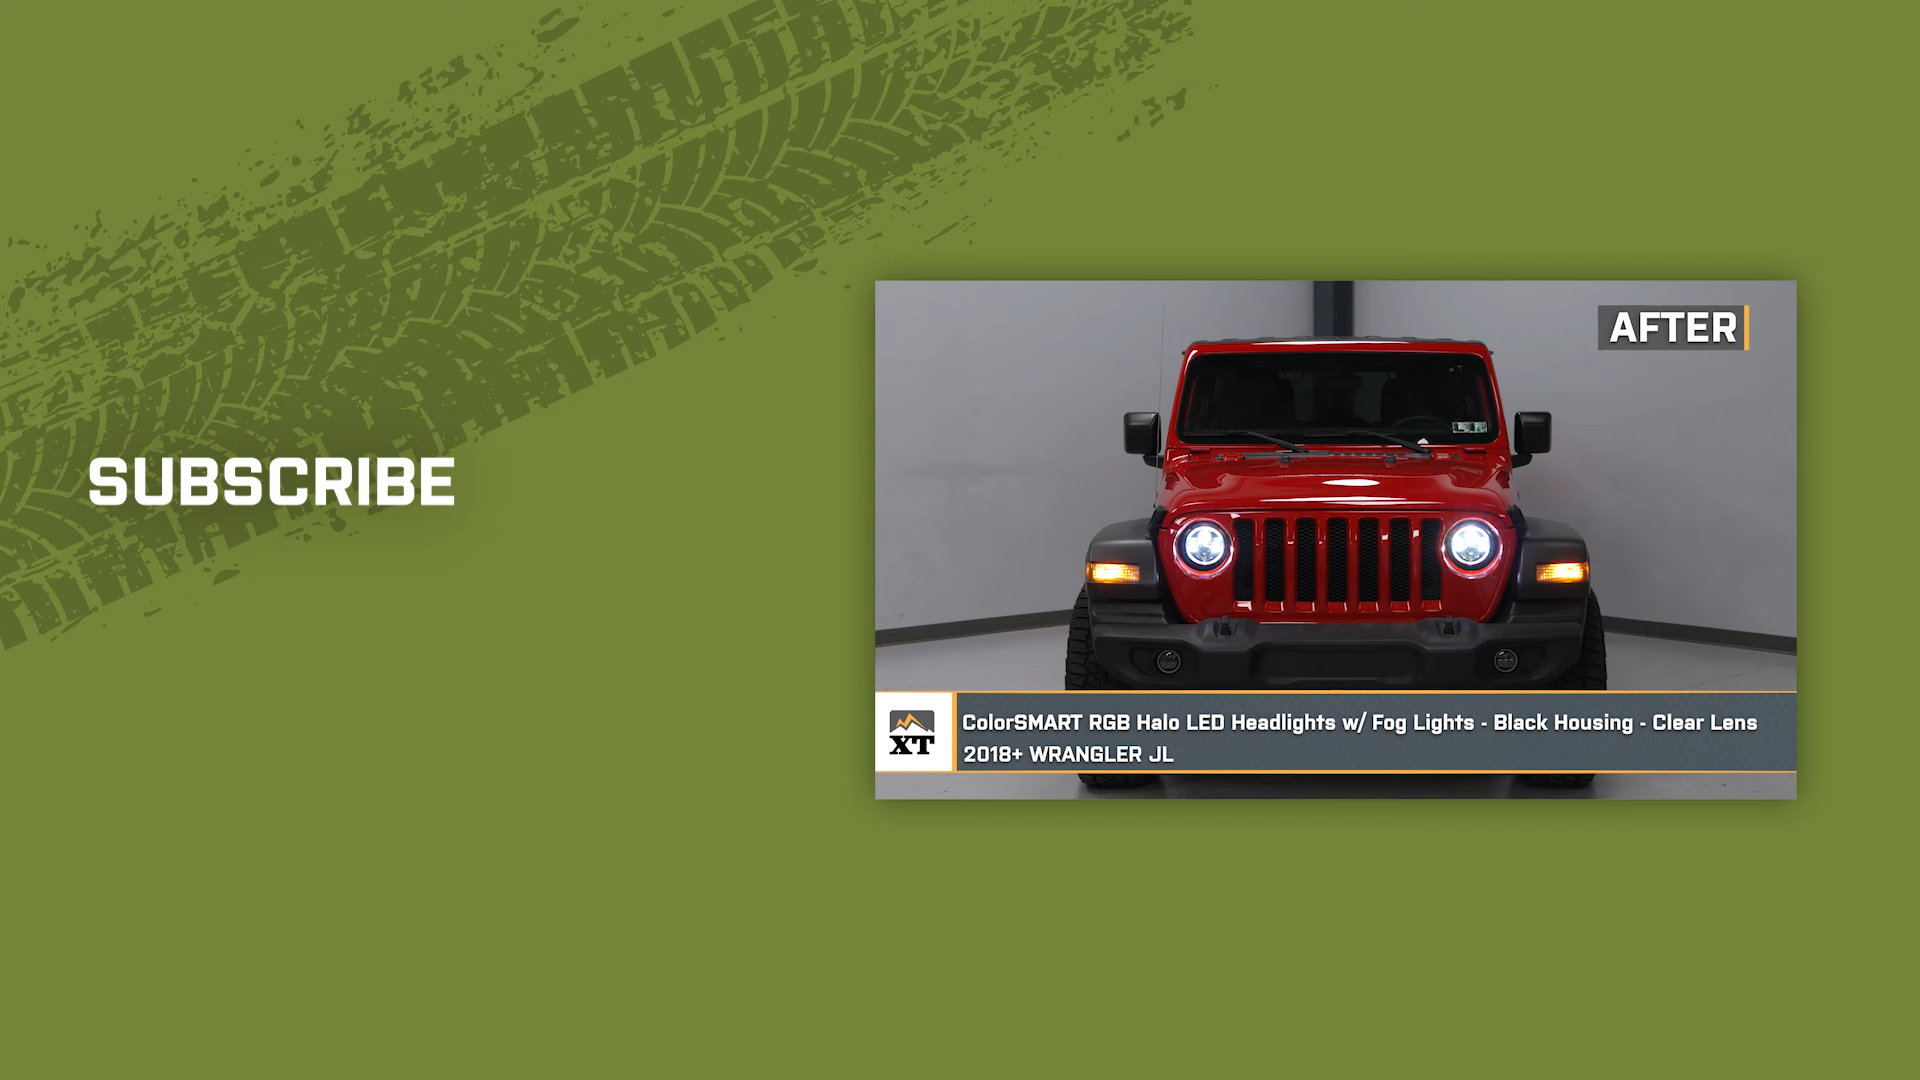 SUBSCRIBE
AFTER
XT
ColorSMART RGB Halo LED Headlights w/ Fog Lights - Black Housing - Clear Lens
2018+ WRANGLER JL